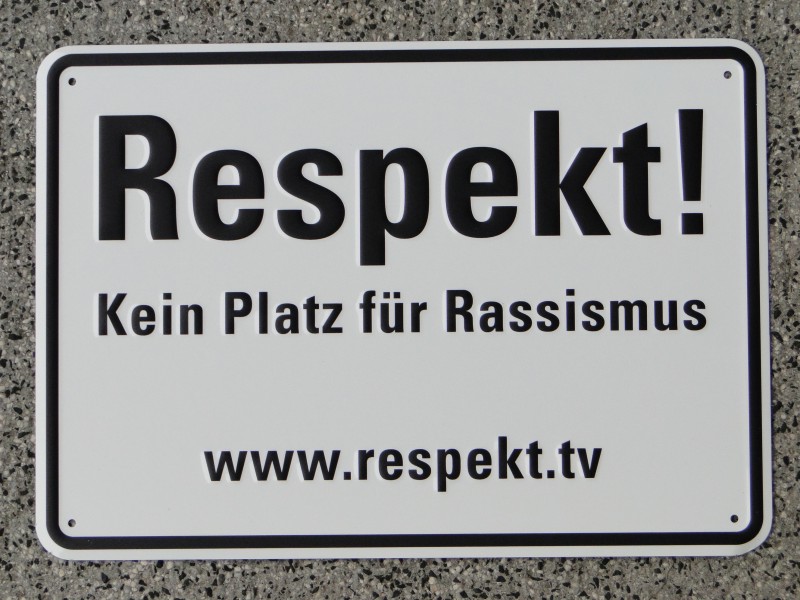 Respekt!
Kein Platz für Rassismus
www.respekt.tv